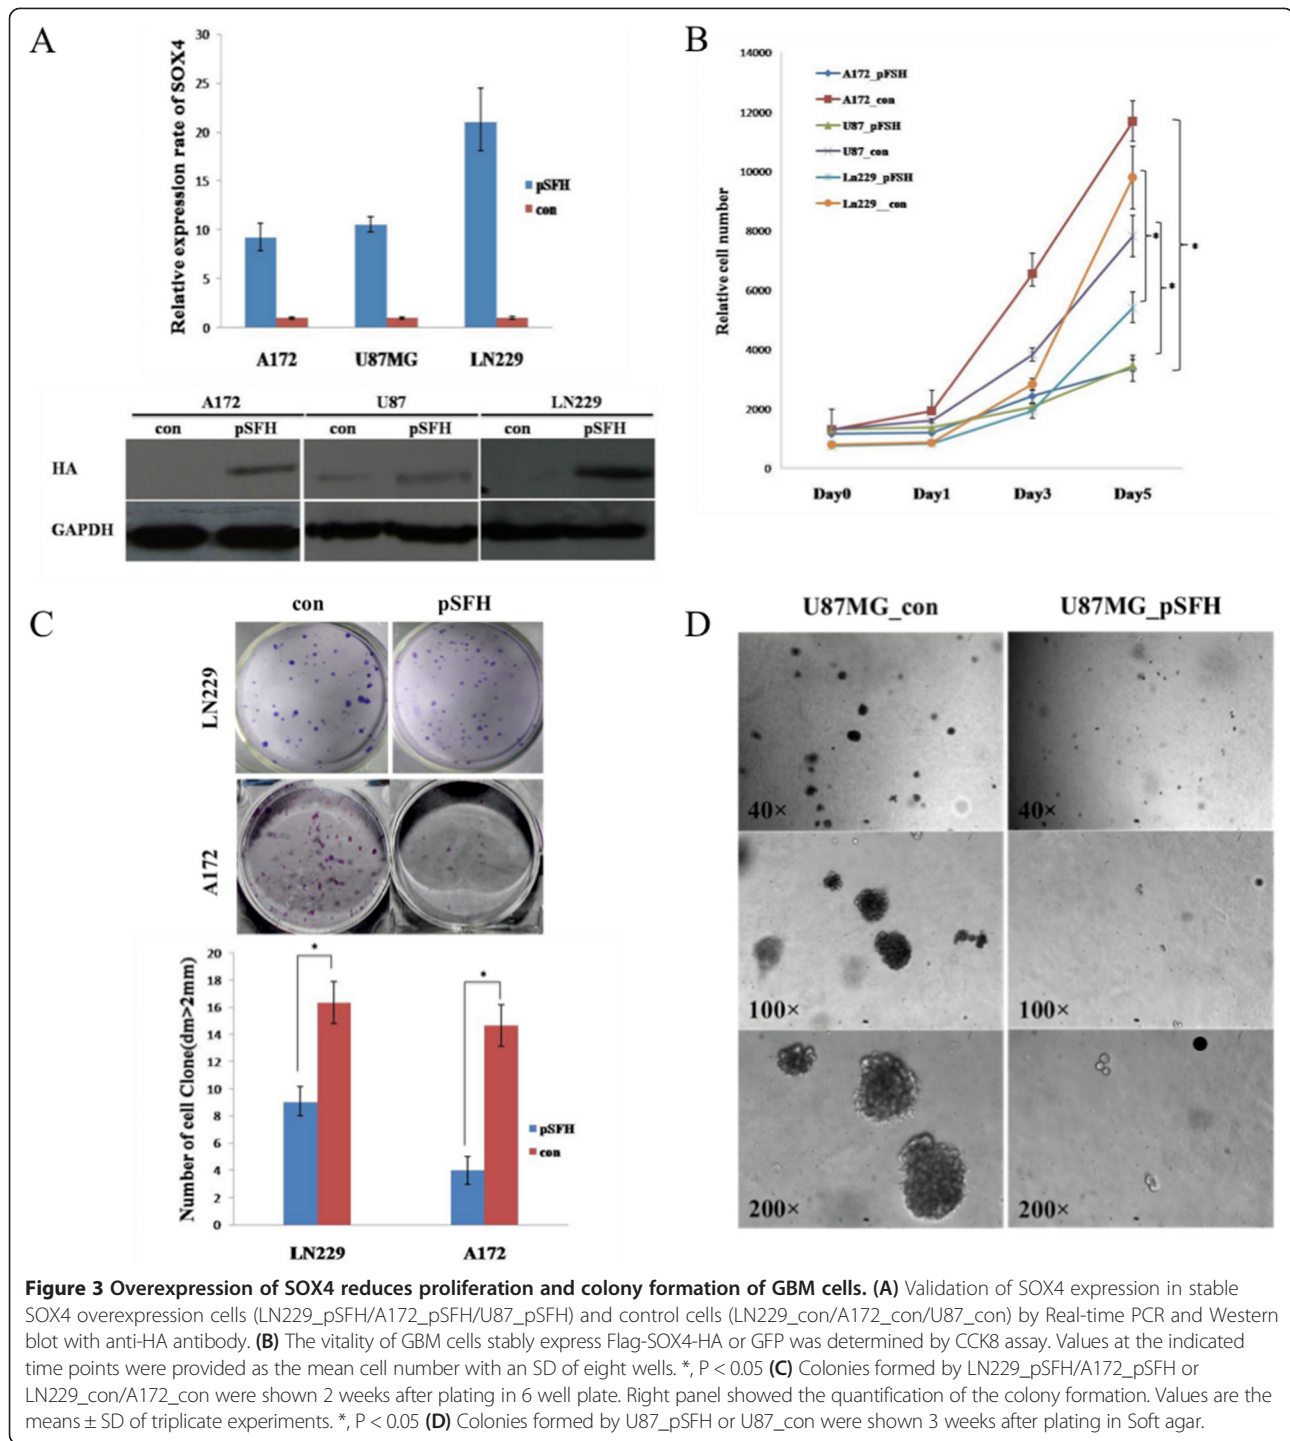 A
Relative expression rate of SOX4
30
25
20
15
10
5
0
A172
U87MG
LN229
pSFH
con
A172
U87
LN229
con
pSFH
con
pSFH
con
pSFH
HA
GAPDH
B
Relative cell number
14000
12000
10000
8000
6000
4000
2000
0
A172_pFSH
A172_con
U87_pFSH
U87_con
Ln229_pFSH
Ln229__con
*
*
*
Day0
Day1
Day3
Day5
C
con
pSFH
LN229
A172
Number of cell Clone(dm>2mm)
20
18
16
14
12
10
8
6
4
2
0
*
*
pSFH
con
LN229
A172
D
U87MG_con
U87MG_pSFH
40×
40×
100×
100×
200×
200×
Figure 3 Overexpression of SOX4 reduces proliferation and colony formation of GBM cells. (A) Validation of SOX4 expression in stable
SOX4 overexpression cells (LN229_pSFH/A172_pSFH/U87_pSFH) and control cells (LN229_con/A172_con/U87_con) by Real-time PCR and Western
blot with anti-HA antibody. (B) The vitality of GBM cells stably express Flag-SOX4-HA or GFP was determined by CCK8 assay. Values at the indicated
time points were provided as the mean cell number with an SD of eight wells. *, P < 0.05 (C) Colonies formed by LN229_pSFH/A172_pSFH or
LN229_con/A172_con were shown 2 weeks after plating in 6 well plate. Right panel showed the quantification of the colony formation. Values are the
means ± SD of triplicate experiments. *, P < 0.05 (D) Colonies formed by U87_pSFH or U87_con were shown 3 weeks after plating in Soft agar.